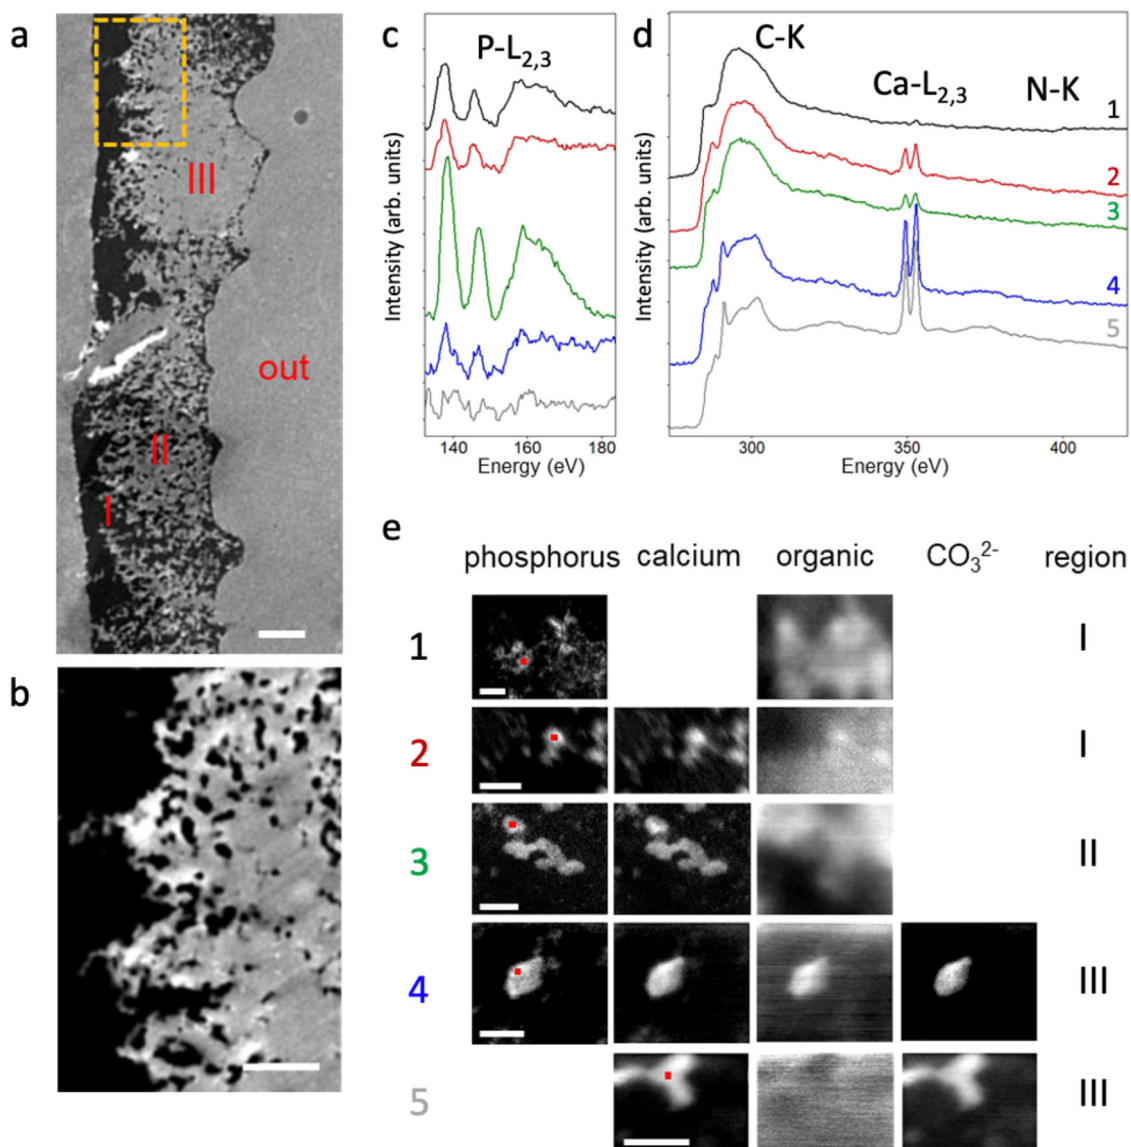 a
III
out
II
I
b
c
P-L2,3
Intensity (arb. units)
140
160
180
Energy (eV)
d
C-K
Ca-L2,3
N-K
1
2
3
4
5
Intensity (arb. units)
300
350
400
Energy (eV)
e
phosphorus calcium organic CO₃²⁻ region
1 I
2 I
3 II
4 III
5 III